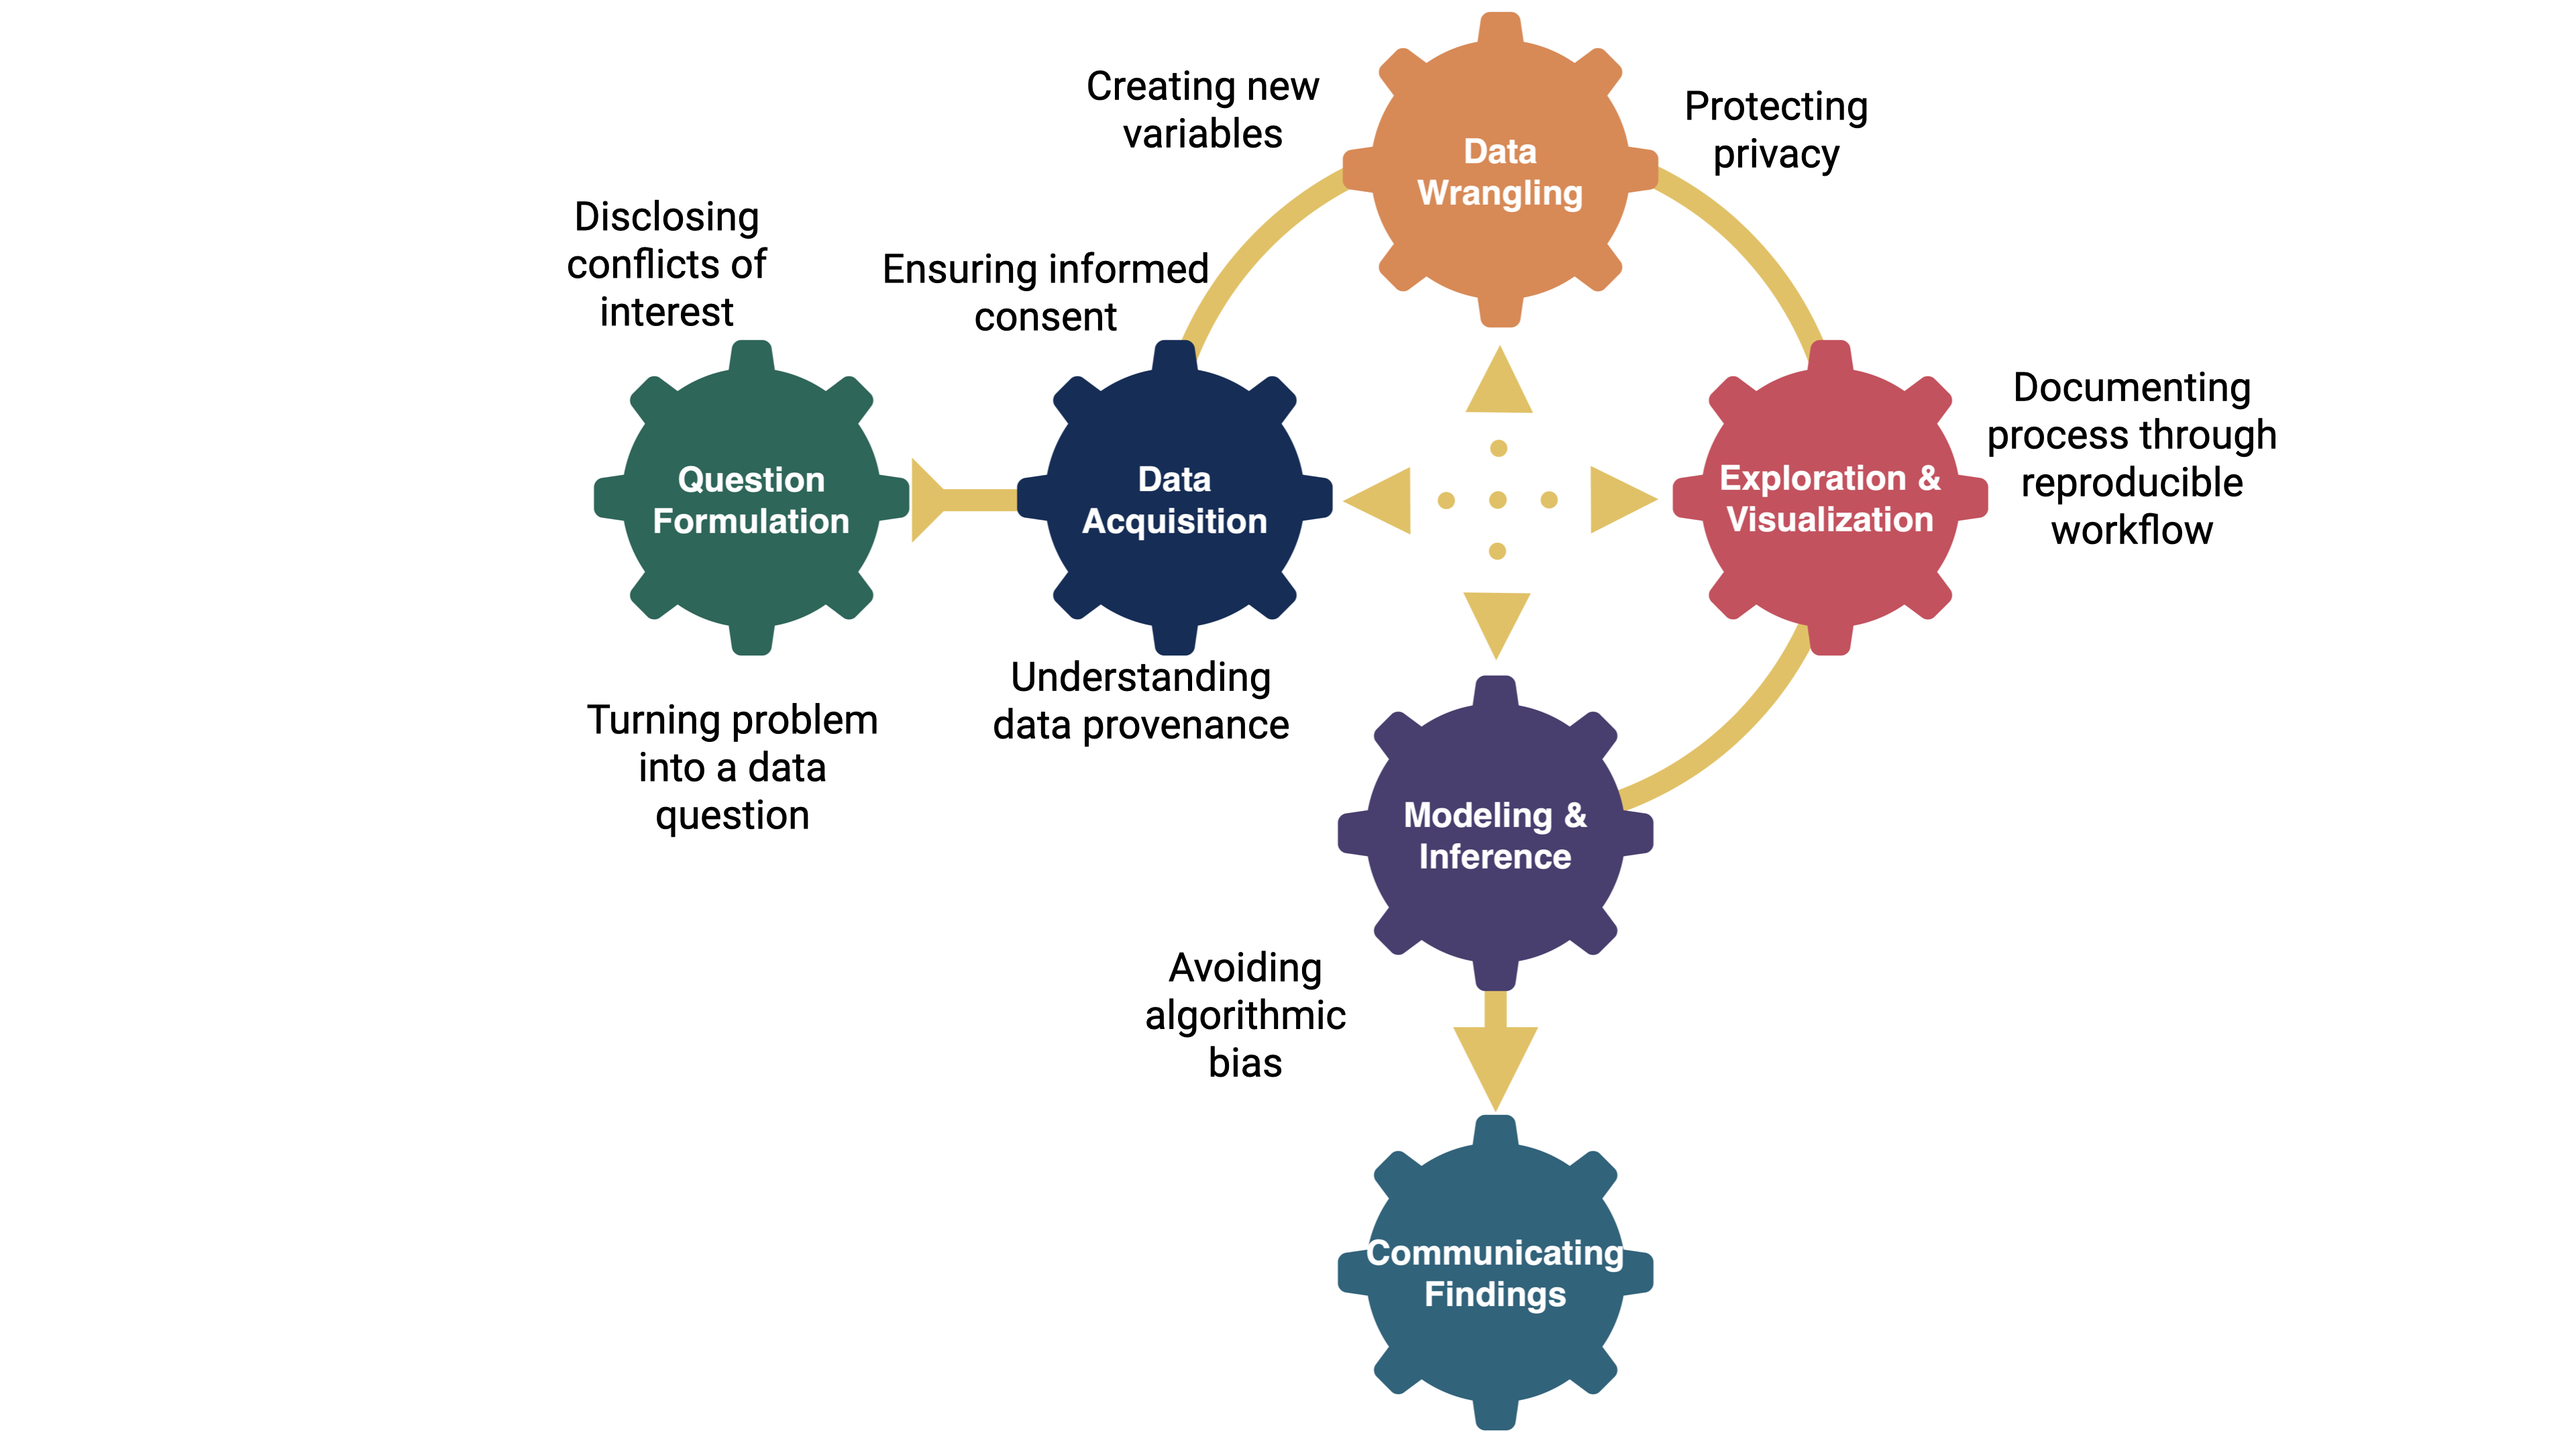 Creating new
variables
Data
Wrangling
Protecting
privacy
Disclosing
conflicts of
interest
Ensuring informed
consent
Question
Formulation
Data
Acquisition
Exploration &
Visualization
Documenting
process through
reproducible
workflow
Turning problem
into a data
question
Understanding
data provenance
Modeling &
Inference
Avoiding
algorithmic
bias
Communicating
Findings